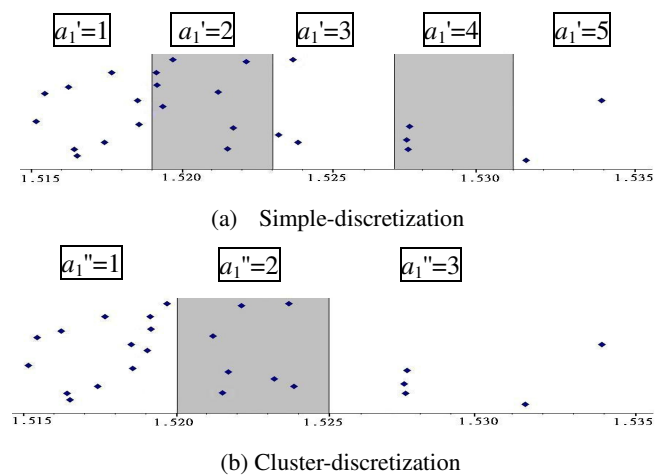 a₁'=1 a₁'=2 a₁'=3 a₁'=4 a₁'=5
1.515 1.520 1.525 1.530 1.535
(a) Simple-discretization
a₁''=1 a₁''=2 a₁''=3
1.515 1.520 1.525 1.530 1.535
(b) Cluster-discretization